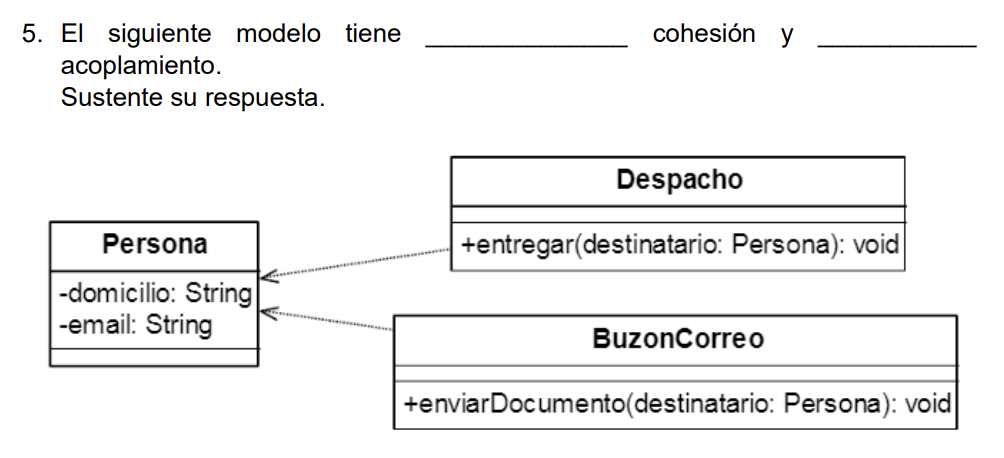 5. El siguiente modelo tiene ______________ cohesión y ___________
acoplamiento.
Sustente su respuesta.
Despacho
+entregar(destinatario: Persona): void
Persona
-domicilio: String
-email: String
BuzonCorreo
+enviarDocumento(destinatario: Persona): void